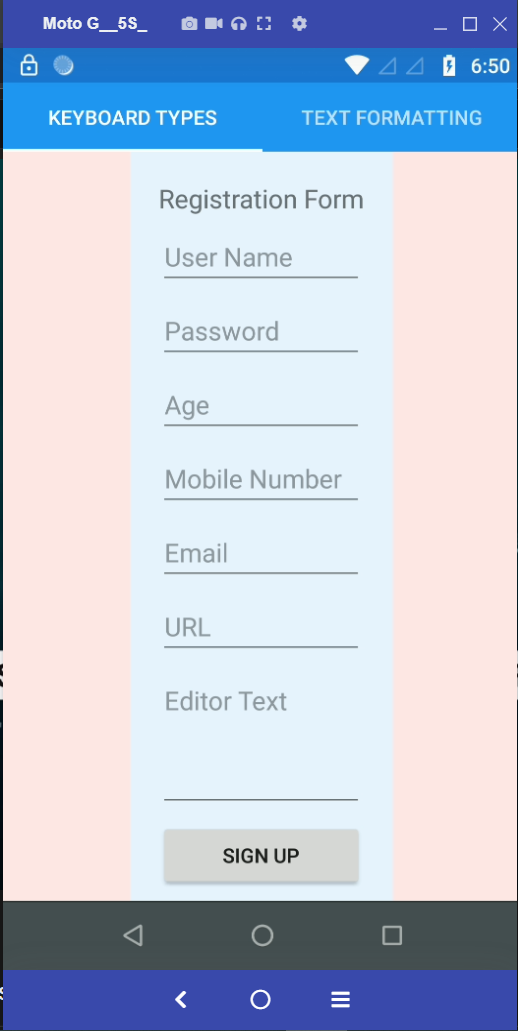 Moto G__5S_
6:50
KEYBOARD TYPES
TEXT FORMATTING
Registration Form
User Name
Password
Age
Mobile Number
Email
URL
Editor Text
SIGN UP